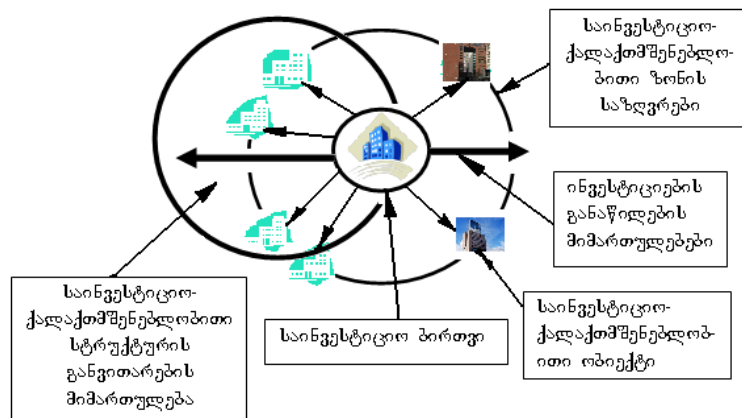 საინვესტიციო-
ქალაქთმშენებლო-
ბითი ზონის
საზღვრები
ინვესტიციების
განაწილების
მიმართულებები
საინვესტიციო-
ქალაქთმშენებლობითი
სტრუქტურის
განვითარების
მიმართულება
საინვესტიციო ბირთვი
საინვესტიციო-
ქალაქთმშენებლობ-
ითი ობიექტი